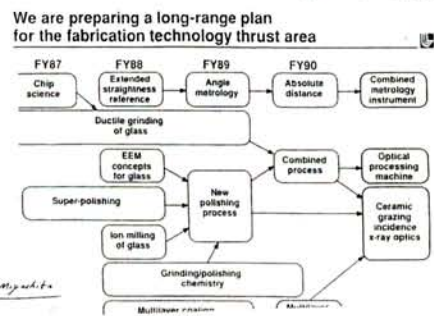 We are preparing a long-range plan
for the fabrication technology thrust area
FY87
FY88
FY89
FY90
Chip
science
Extended
straightness
reference
Angle
metrology
Absolute
distance
Combined
metrology
instrument
Ductile grinding
of glass
EEM
concepts
for glass
Combined
process
Optical
processing
machine
Super-polishing
New
polishing
process
Ceramic
grazing
incidence
x-ray optics
Ion milling
of glass
Miyashita
Grinding/polishing
chemistry
Multilayer coating
Multilayer